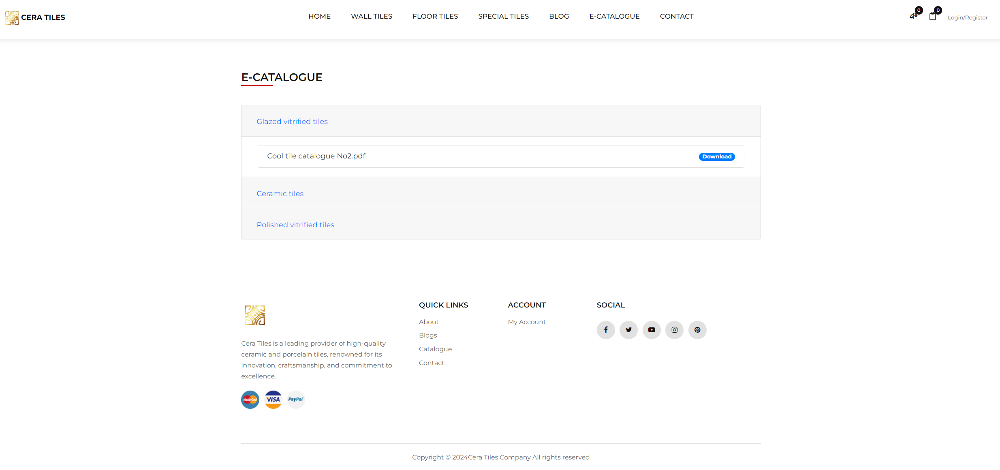 CERA TILES
HOME WALL TILES FLOOR TILES SPECIAL TILES BLOG E-CATALOGUE CONTACT
0 0 Login/Register
E-CATALOGUE
Glazed vitrified tiles
Cool tile catalogue No2.pdf Download
Ceramic tiles
Polished vitrified tiles
Cera Tiles is a leading provider of high-quality
ceramic and porcelain tiles, renowned for its
innovation, craftsmanship, and commitment to
excellence.
MasterCard VISA PayPal
QUICK LINKS
About
Blogs
Catalogue
Contact
ACCOUNT
My Account
SOCIAL
Copyright © 2024Cera Tiles Company All rights reserved